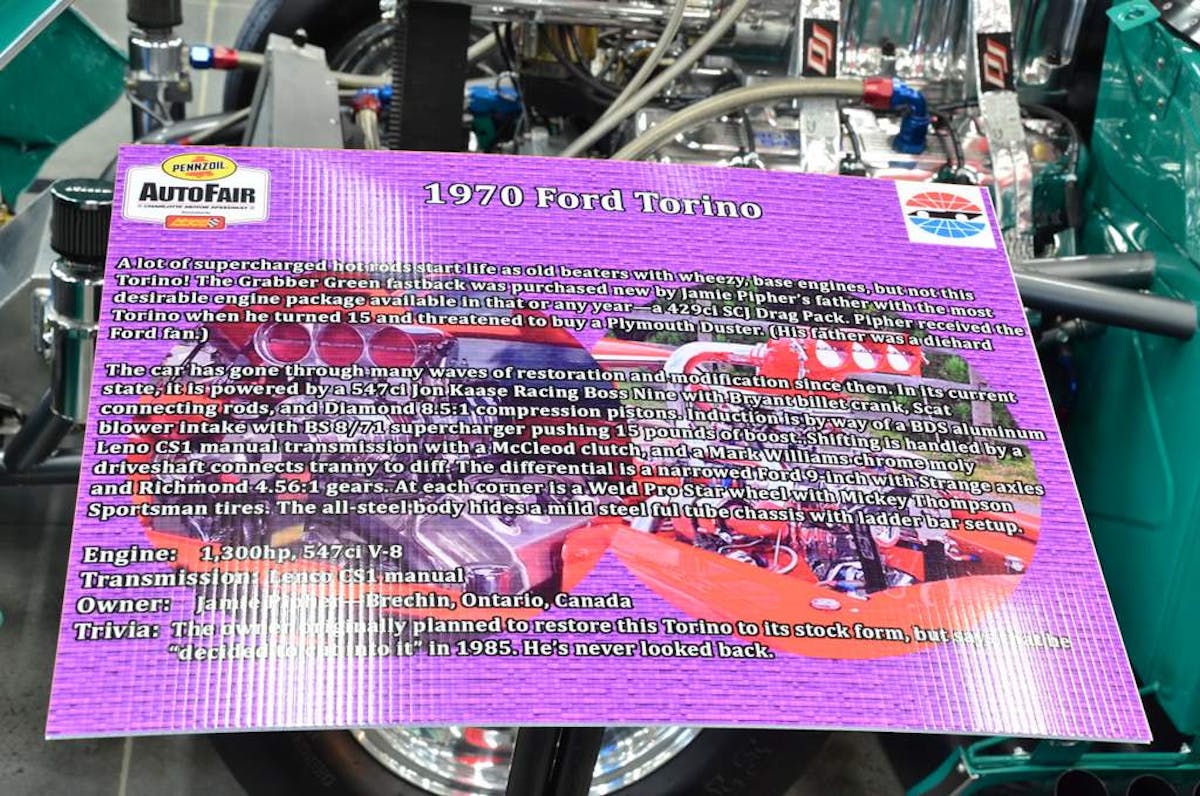 DJ
DJ
PENNZOIL
AUTOFAIR
CHARLOTTE MOTOR SPEEDWAY
1970 Ford Torino
A lot of supercharged hot rods start life as old beaters with wheezy, base engines, but not this
Torino! The Grabber Green fastback was purchased new by Jamie Pipher's father with the most
desirable engine package available in that or any year—a 429ci SCJ Drag Pack. Pipher received the
Torino when he turned 15 and threatened to buy a Plymouth Duster. (His father was a diehard
Ford fan.)
The car has gone through many waves of restoration and modification since then. In its current
state, it is powered by a 547ci Jon Kaase Racing Boss Nine with Bryant billet crank, Scat
connecting rods, and Diamond 8.5:1 compression pistons. Induction is by way of a BDS aluminum
blower intake with BS 8/71 supercharger pushing 15 pounds of boost. Shifting is handled by a
Leno CS1 manual transmission with a McCleod clutch, and a Mark Williams chrome moly
driveshaft connects tranny to diff. The differential is a narrowed Ford 9-inch with Strange axles
and Richmond 4.56:1 gears. At each corner is a Weld Pro Star wheel with Mickey Thompson
Sportsman tires. The all-steel body hides a mild steel ful tube chassis with ladder bar setup.
Engine: 1,300hp, 547ci V-8
Transmission: Lenco CS1 manual
Owner: Jamie Pipher—Brechin, Ontario, Canada
Trivia: The owner originally planned to restore this Torino to its stock form, but says that he
"decided to cut into it" in 1985. He's never looked back.